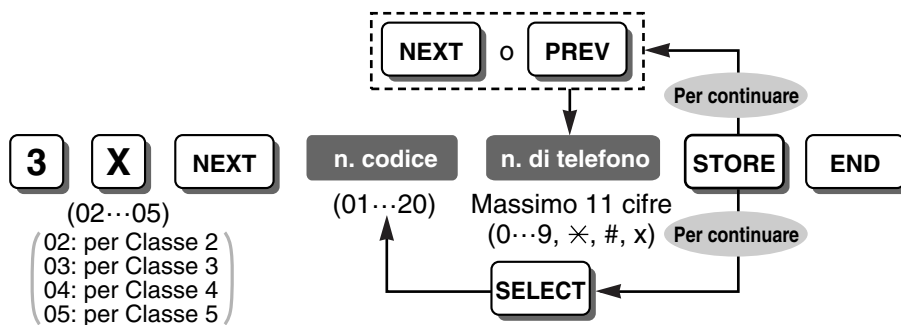 NEXT o PREV
Per continuare
3 X NEXT n. codice n. di telefono STORE END
(02···05) (01···20) Massimo 11 cifre
(0···9, ✳, #, x) Per continuare
02: per Classe 2
03: per Classe 3
04: per Classe 4
05: per Classe 5
SELECT